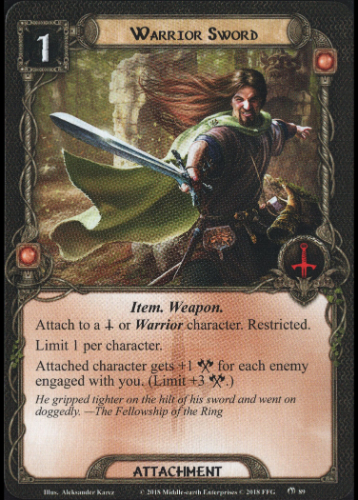 1
WARRIOR SWORD
Item. Weapon.
Attach to a or Warrior character. Restricted.
Limit 1 per character.
Attached character gets +1 for each enemy
engaged with you. (Limit +3 .)
He gripped tighter on the hilt of his sword and went on
doggedly. —The Fellowship of the Ring
ATTACHMENT
Illus. Aleksander Karcz © 2018 Middle-earth Enterprises © 2018 FFG 89